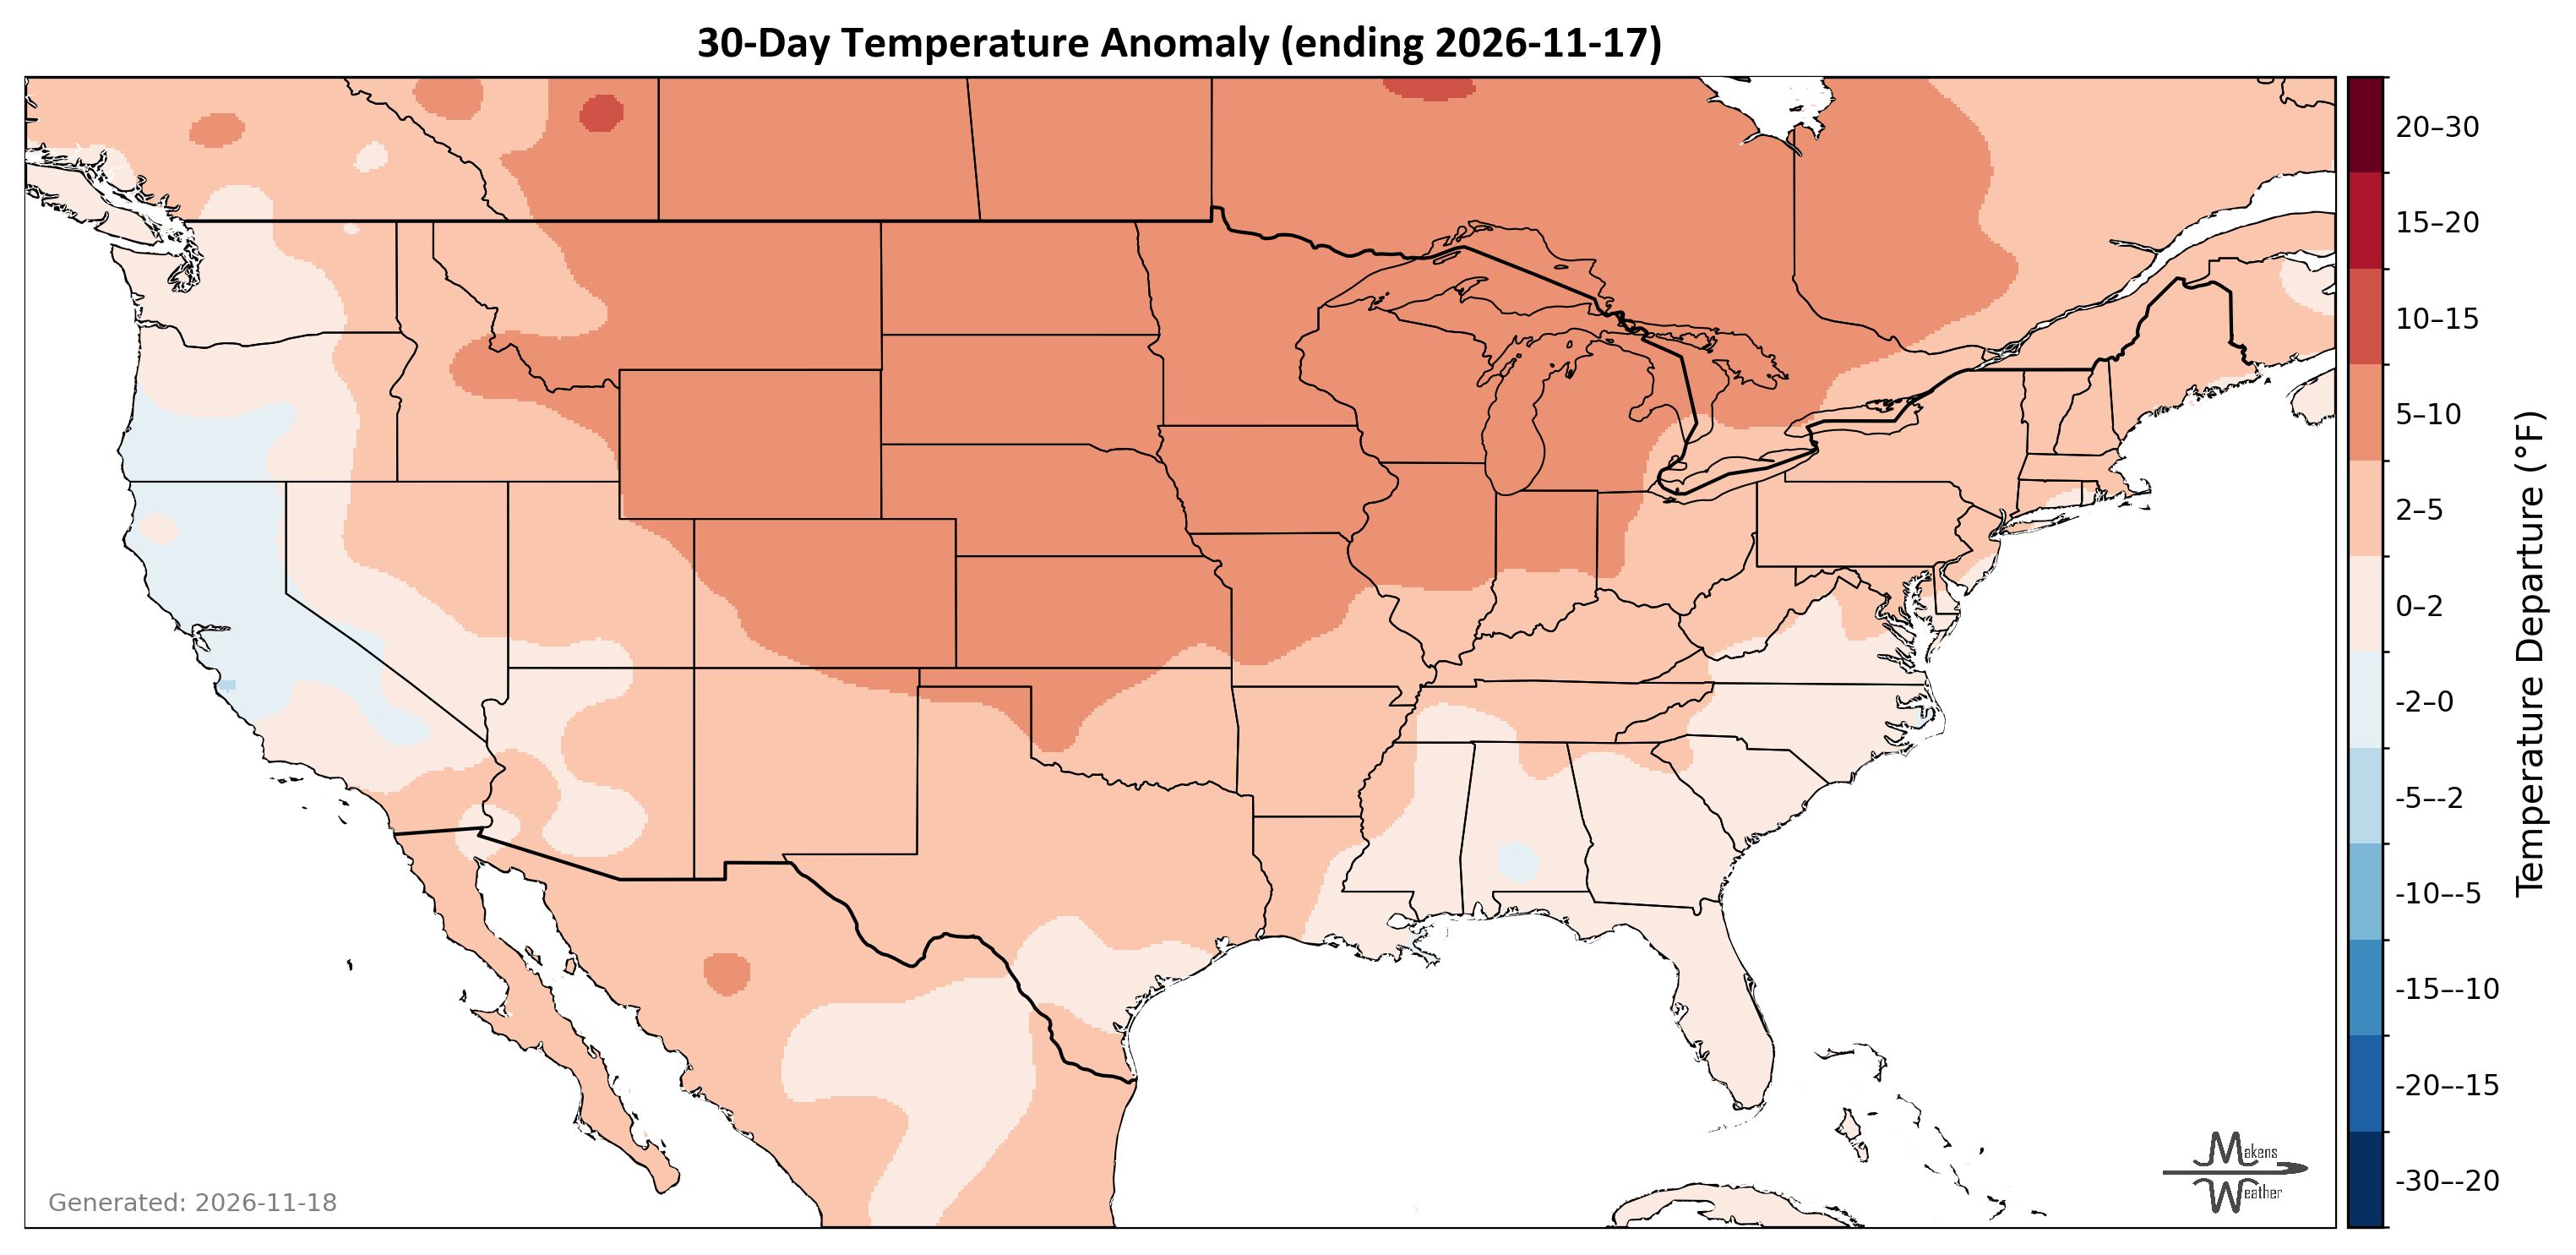 30-Day Temperature Anomaly (ending 2026-11-17)
20–30
15–20
10–15
5–10
2–5
0–2
-2–0
-5–-2
-10–-5
-15–-10
-20–-15
-30–-20
Temperature Departure (°F)
Generated: 2026-11-18
Makens
Weather